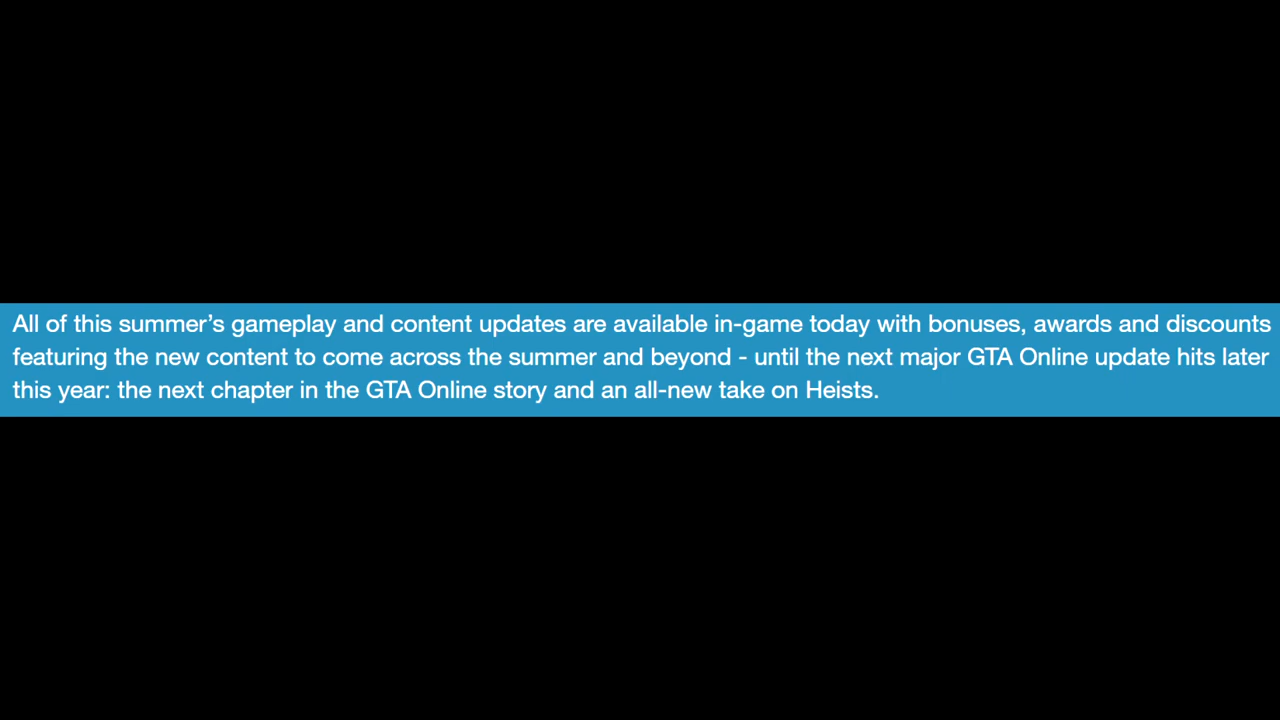 All of this summer’s gameplay and content updates are available in-game today with bonuses, awards and discounts
featuring the new content to come across the summer and beyond - until the next major GTA Online update hits later
this year: the next chapter in the GTA Online story and an all-new take on Heists.